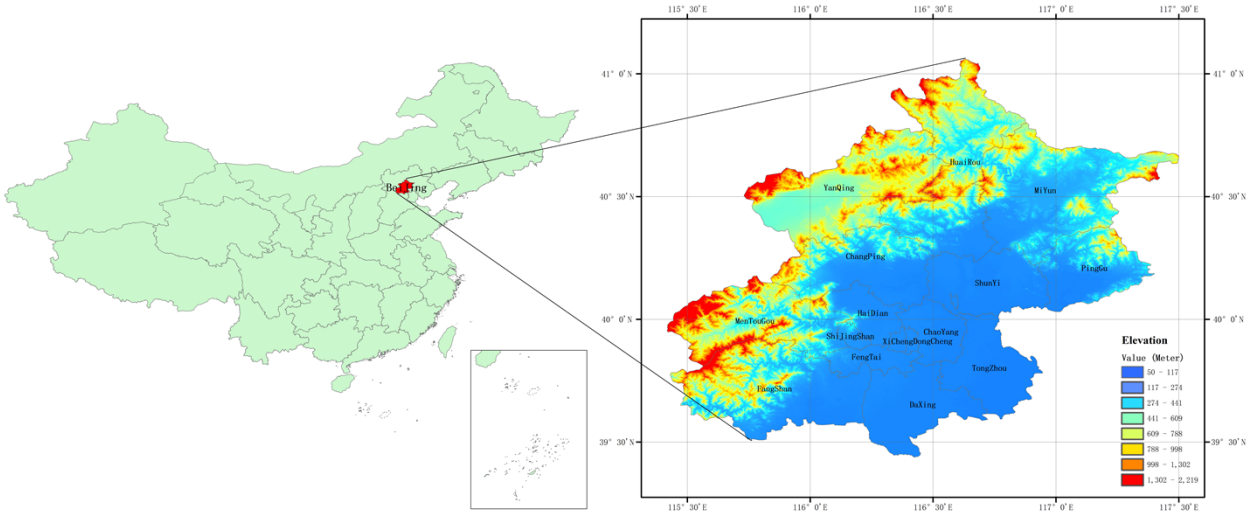 Beijing
115° 30′E
116° 0′E
116° 30′E
117° 0′E
117° 30′E
41° 0′N
41° 0′N
HuaiRou
YanQing
MiYun
40° 30′N
40° 30′N
ChangPing
PingGu
ShunYi
HaiDian
MenTouGou
40° 0′N
40° 0′N
ChaoYang
ShiJingShan
XiChengDongCheng
FengTai
TongZhou
FangShan
DaXing
39° 30′N
39° 30′N
Elevation
Value (Meter)
50 - 117
117 - 274
274 - 441
441 - 609
609 - 788
788 - 998
998 - 1,302
1,302 - 2,219
115° 30′E
116° 0′E
116° 30′E
117° 0′E
117° 30′E